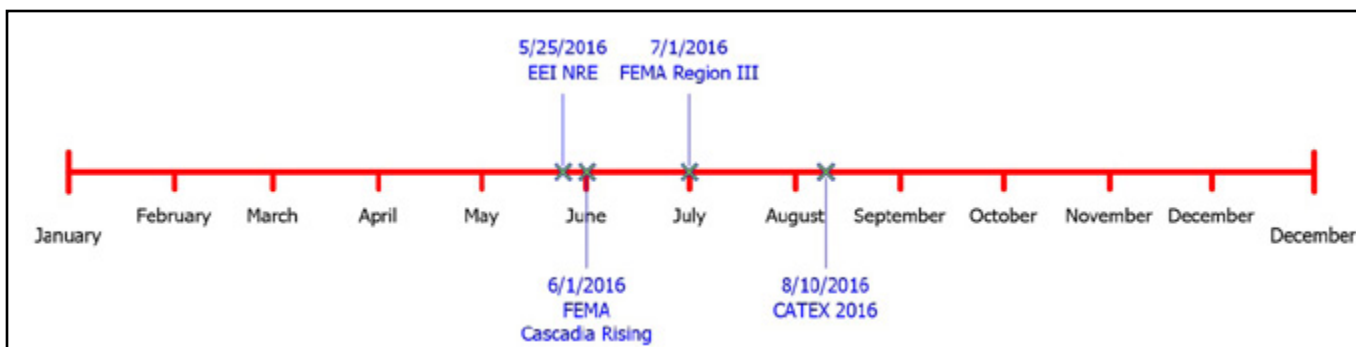 5/25/2016
EEI NRE
7/1/2016
FEMA Region III
January
February
March
April
May
June
July
August
September
October
November
December
December
6/1/2016
FEMA
Cascadia Rising
8/10/2016
CATEX 2016